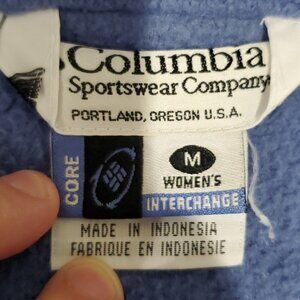 Columbia
Sportswear Company
PORTLAND, OREGON U.S.A.
CORE
M
WOMEN'S
INTERCHANGE
MADE IN INDONESIA
FABRIQUE EN INDONESIE